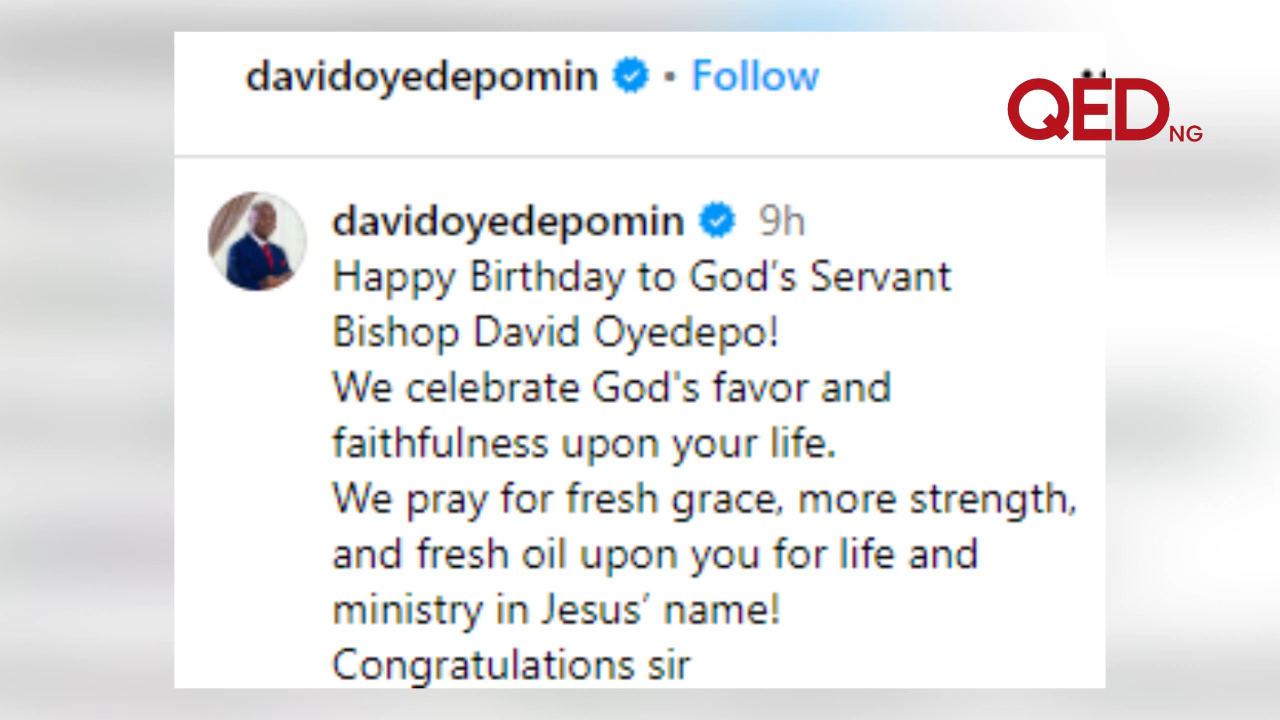 davidoyedepomin • Follow
QED NG
davidoyedepomin 9h
Happy Birthday to God’s Servant
Bishop David Oyedepo!
We celebrate God's favor and
faithfulness upon your life.
We pray for fresh grace, more strength,
and fresh oil upon you for life and
ministry in Jesus’ name!
Congratulations sir